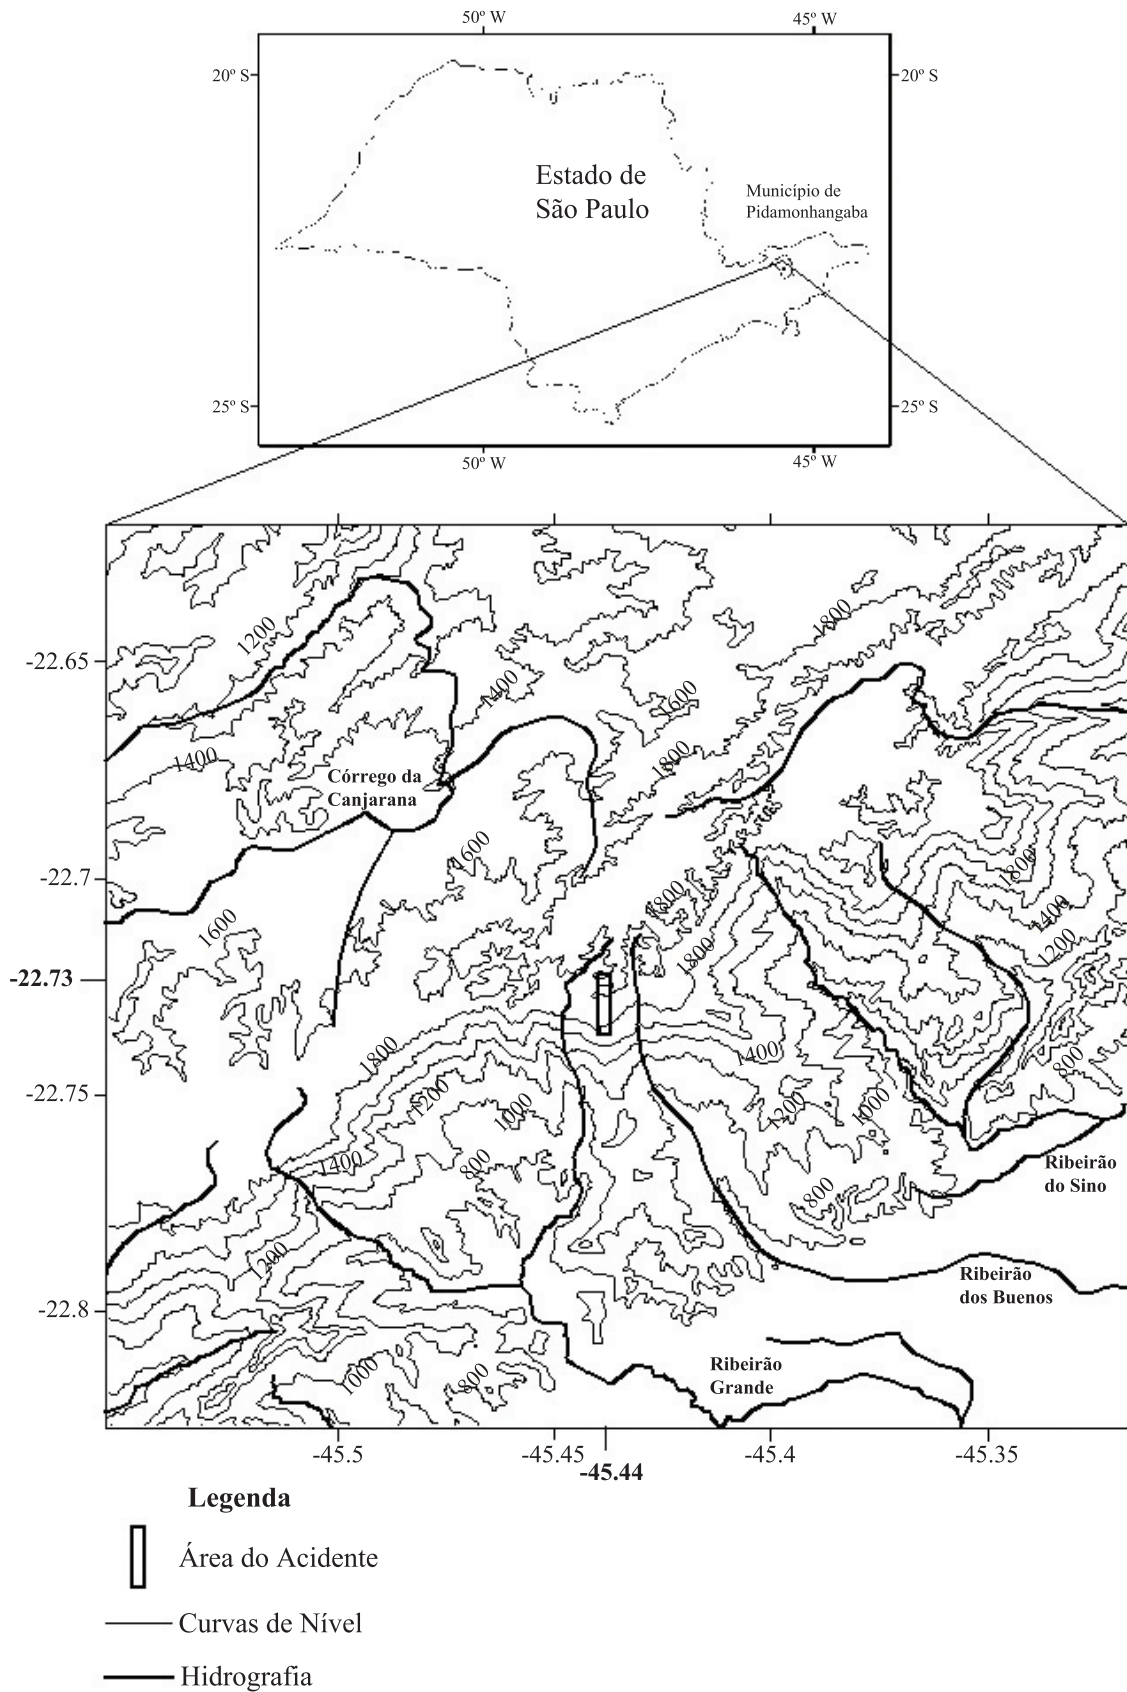 50º W
45º W
20º S
20º S
Estado de
São Paulo
Município de
Pidamonhangaba
25º S
25º S
50º W
45º W
1800
1200
-22.65
1400
1600
1400
1800
Córrego da
Canjarana
1600
1800
-22.7
1800
1400
1600
1200
1800
-22.73
1800
1400
800
-22.75
1200
1000
1200
1000
1400
800
Ribeirão
do Sino
1800
1200
Ribeirão
dos Buenos
-22.8
1000
800
Ribeirão
Grande
-45.5
-45.45
-45.4
-45.35
-45.44
Legenda
Área do Acidente
Curvas de Nível
Hidrografia